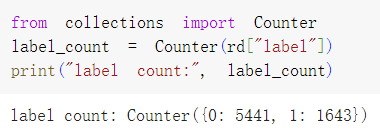 from collections import Counter
label_count = Counter(rd["label"])
print("label count:", label_count)
label count: Counter({0: 5441, 1: 1643})